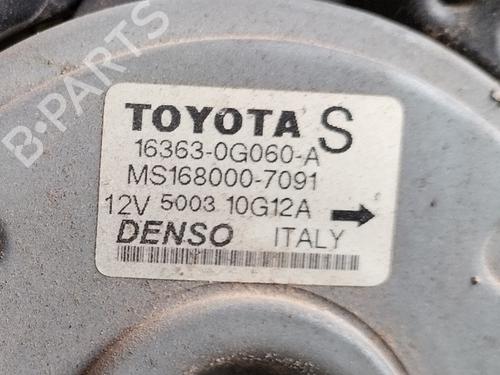 B-PARTS
TOYOTA S
16363-0G060-A
MS168000-7091
12V 5003 10G12A
DENSO ITALY